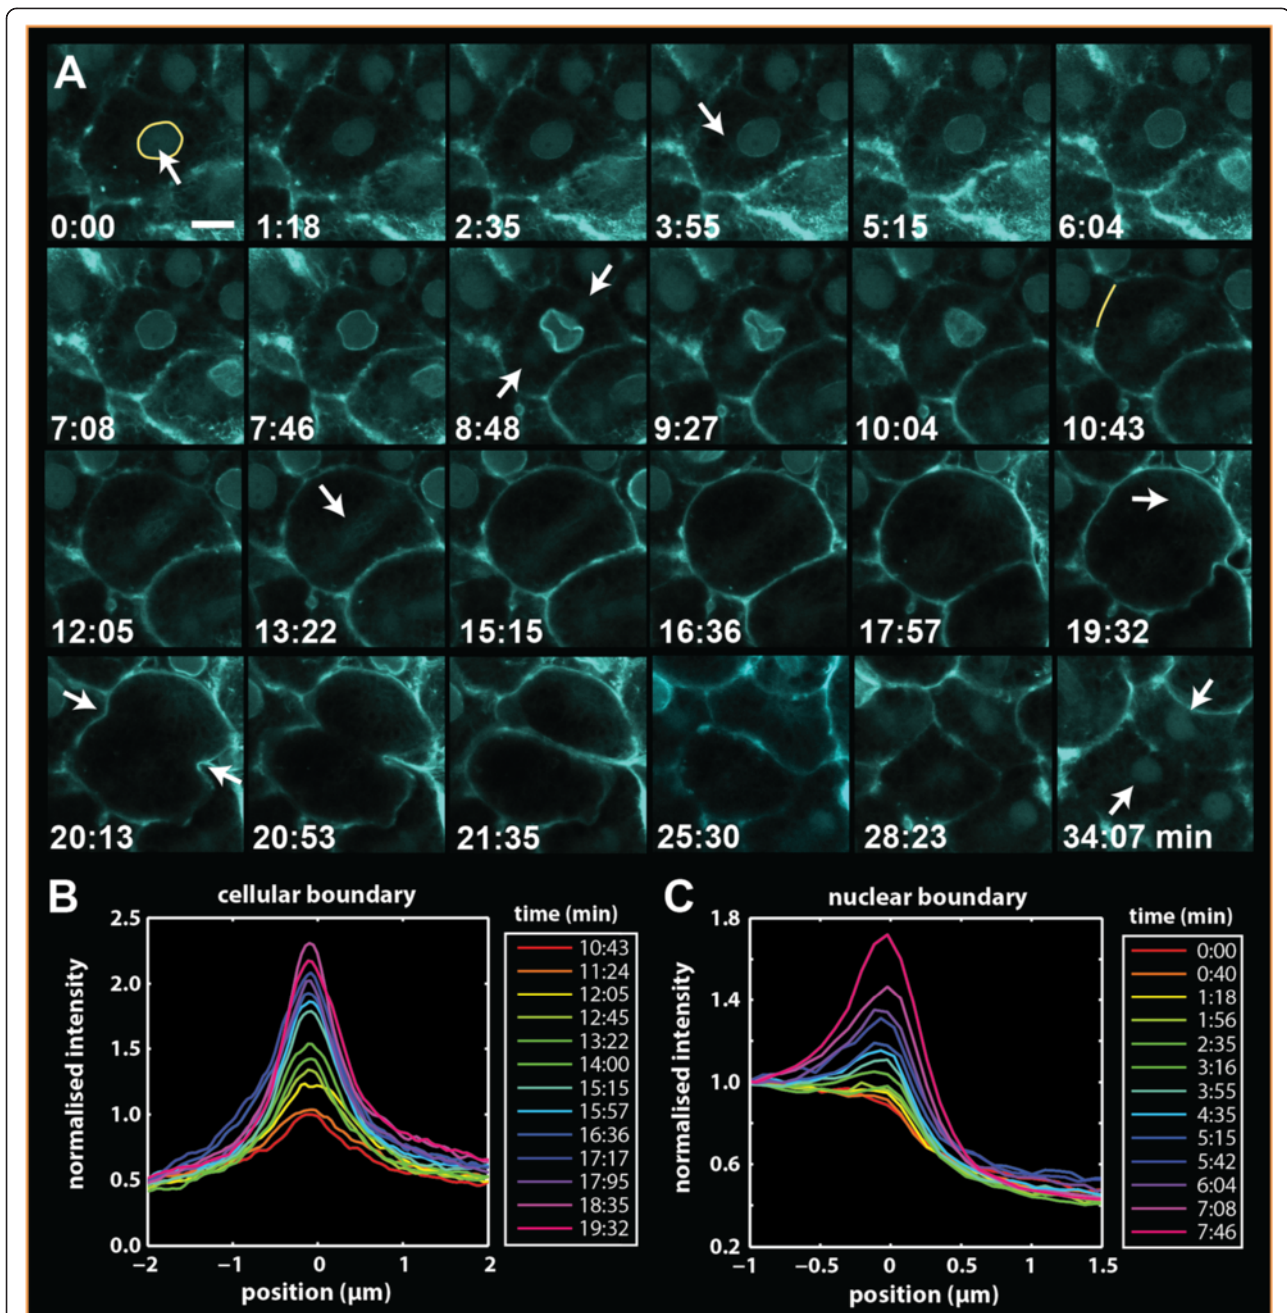 A
0:00 1:18 2:35 3:55 5:15 6:04
7:08 7:46 8:48 9:27 10:04 10:43
12:05 13:22 15:15 16:36 17:57 19:32
20:13 20:53 21:35 25:30 28:23 34:07 min
B
cellular boundary
normalised intensity
2.5
2.0
1.5
1.0
0.5
0.0
−2 −1 0 1 2
position (µm)
time (min)
10:43
11:24
12:05
12:45
13:22
14:00
15:15
15:57
16:36
17:17
17:95
18:35
19:32
C
nuclear boundary
normalised intensity
1.8
1.4
1.0
0.6
0.2
−1 −0.5 0 0.5 1 1.5
position (µm)
time (min)
0:00
0:40
1:18
1:56
2:35
3:16
3:55
4:35
5:15
5:42
6:04
7:08
7:46